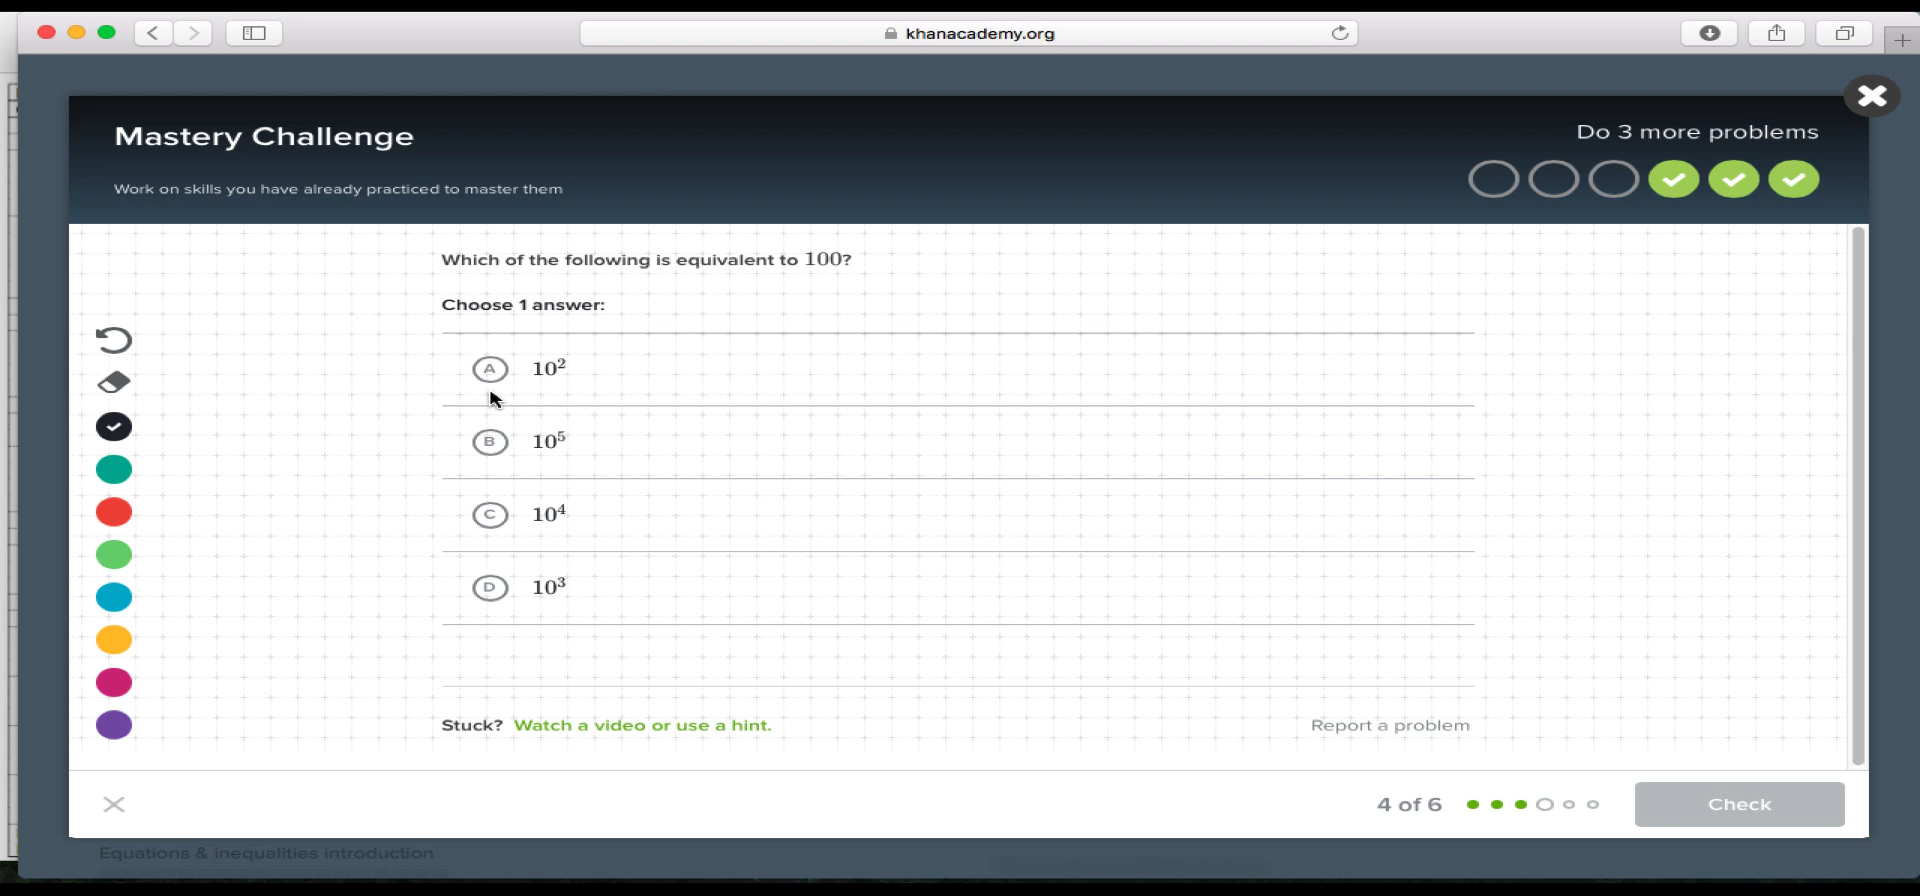 khanacademy.org
Mastery Challenge
Do 3 more problems
Work on skills you have already practiced to master them
Which of the following is equivalent to 100?
Choose 1 answer:
A 10²
B 10⁵
C 10⁴
D 10³
Stuck? Watch a video or use a hint.
Report a problem
4 of 6
Check
Equations & inequalities introduction